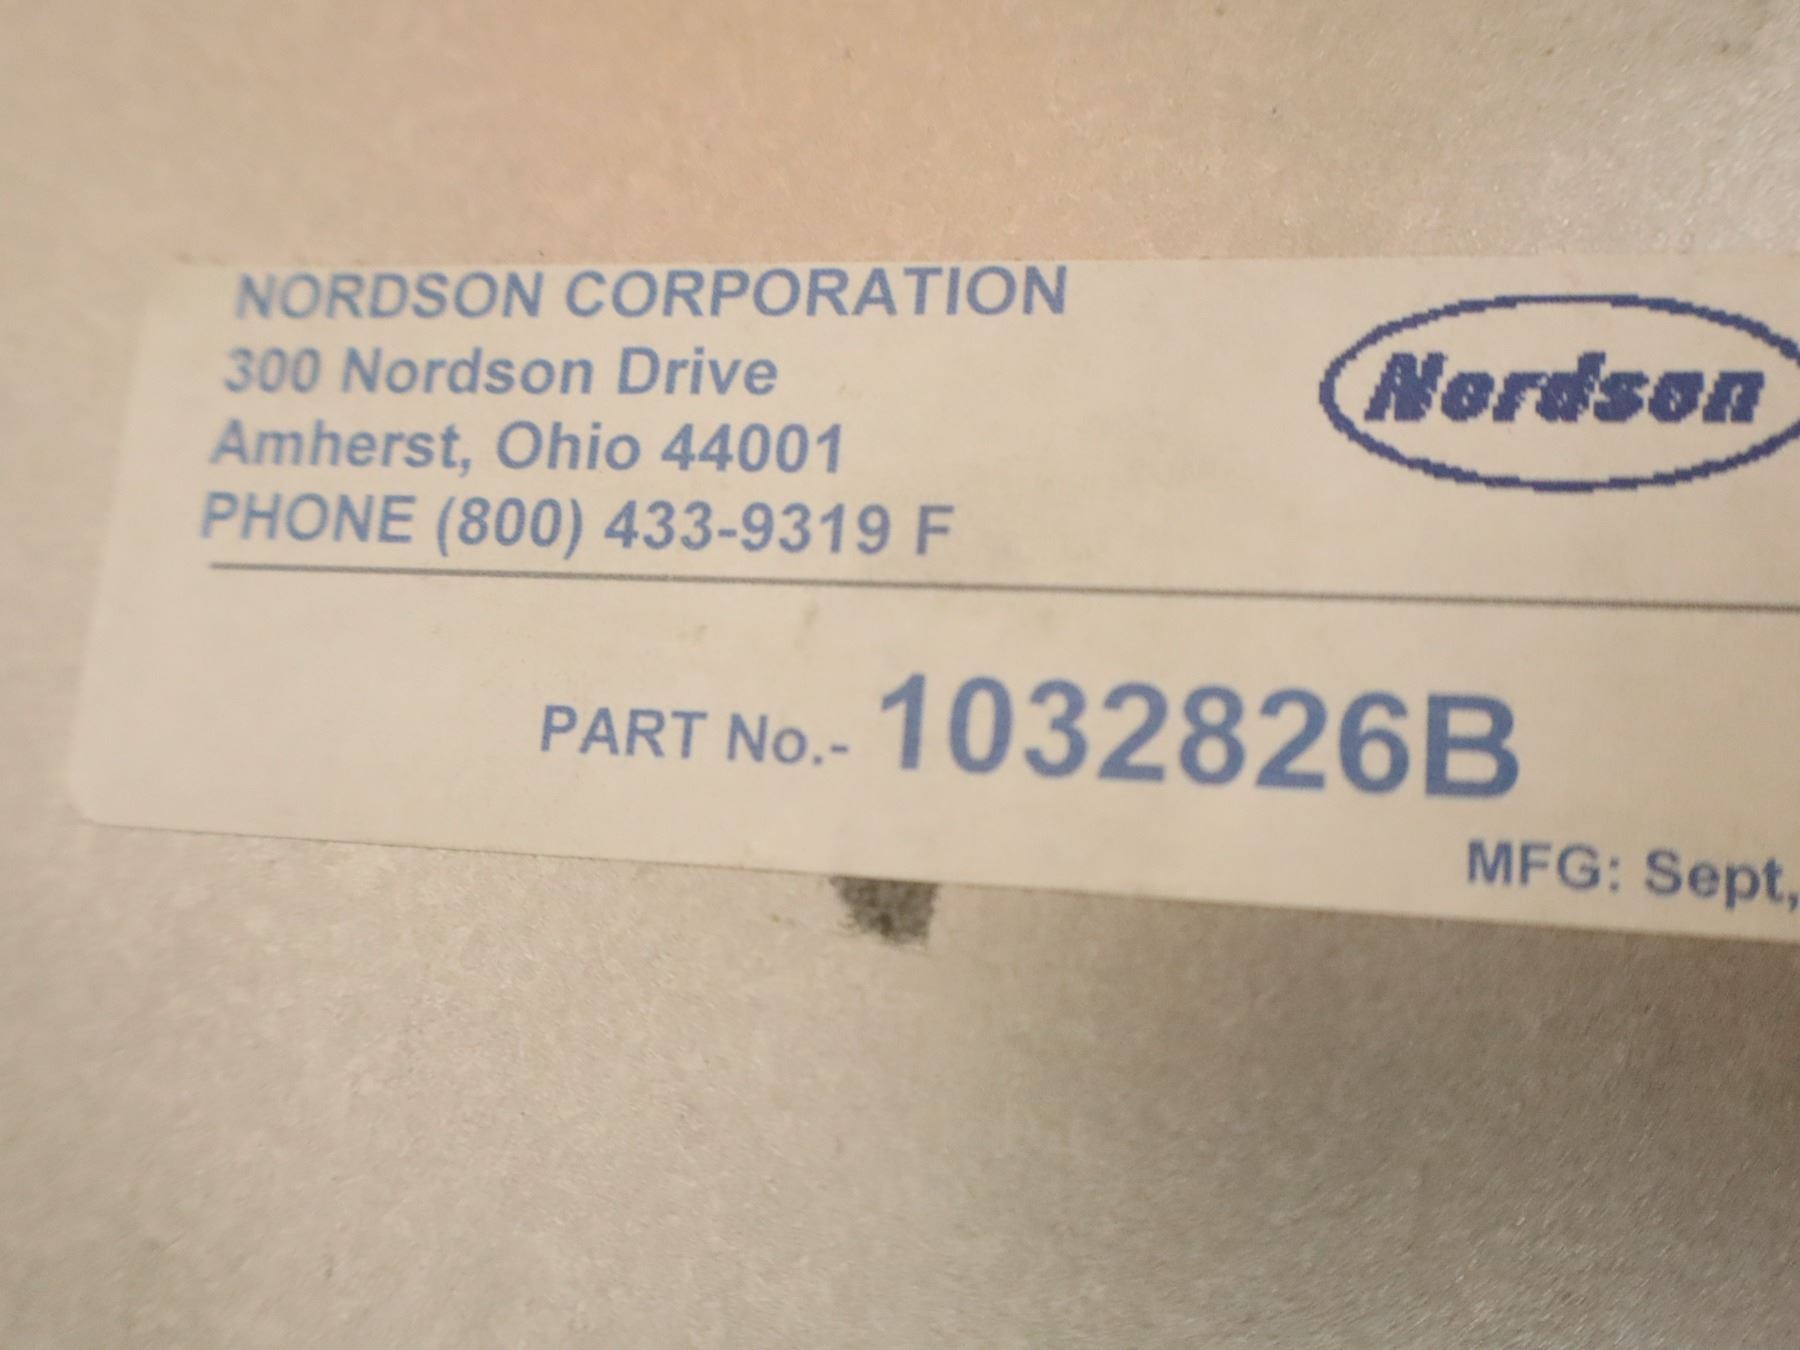 NORDSON CORPORATION
300 Nordson Drive
Amherst, Ohio 44001
PHONE (800) 433-9319 F
Nordson
PART No.- 1032826B
MFG: Sept,